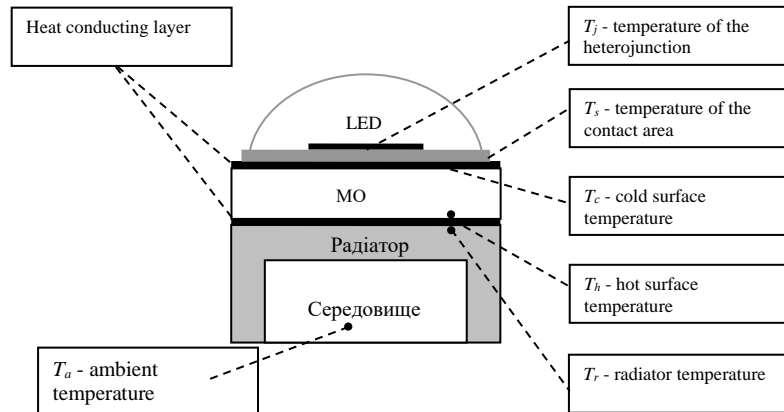 Heat conducting layer
Tj - temperature of the
heterojunction
LED
Ts - temperature of the
contact area
MO
Tc - cold surface
temperature
Радіатор
Th - hot surface
temperature
Середовище
Ta - ambient
temperature
Tr - radiator temperature